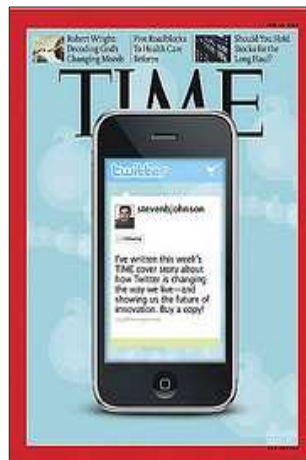 Robert Wright: Five Roadblocks Should You Hold
Decoding God's To Health Care Stocks for the
Changing Moods Reform Long Haul?
TIME
twitter
stevenbjohnson
I've written this week's
TIME cover story about
how Twitter is changing
the way we live—and
showing us the future of
innovation. Buy a copy!